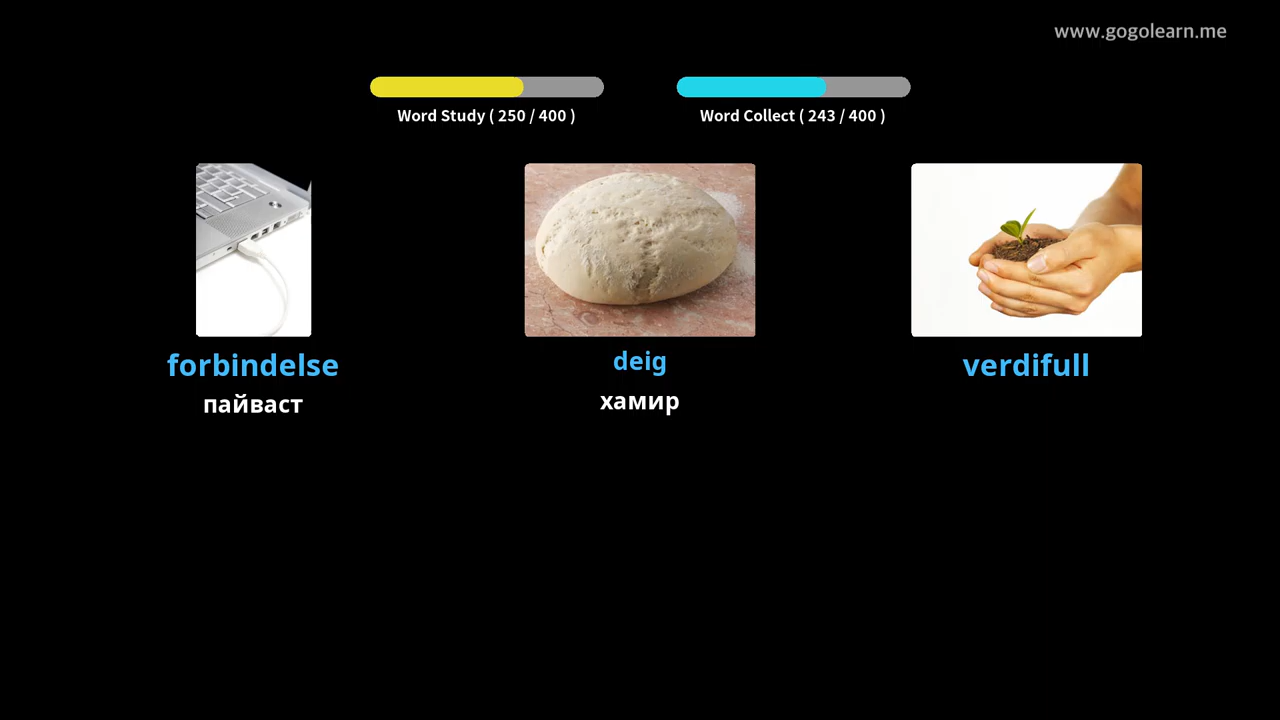 www.gogolearn.me
Word Study ( 250 / 400 )
Word Collect ( 243 / 400 )
forbindelse
пайваст
deig
хамир
verdifull